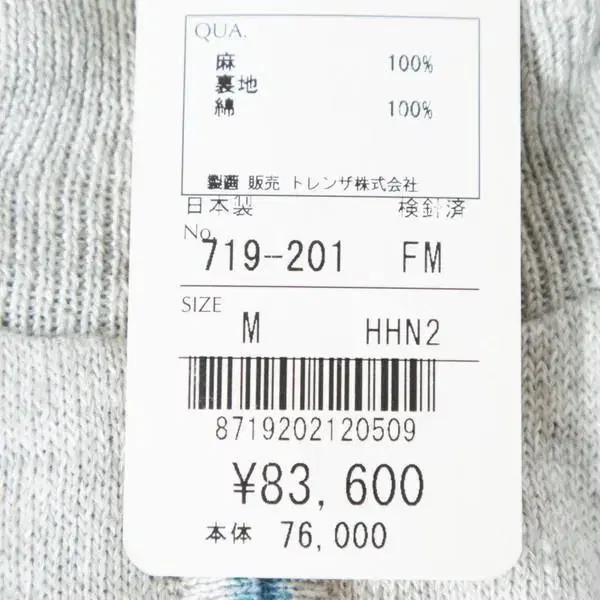 QUA.
麻 100%
裏地
綿 100%
販売 トレンザ株式会社
日本製 検針済
No. 719-201 FM
SIZE M HHN2
8719202120509
¥83,600
本体 76,000